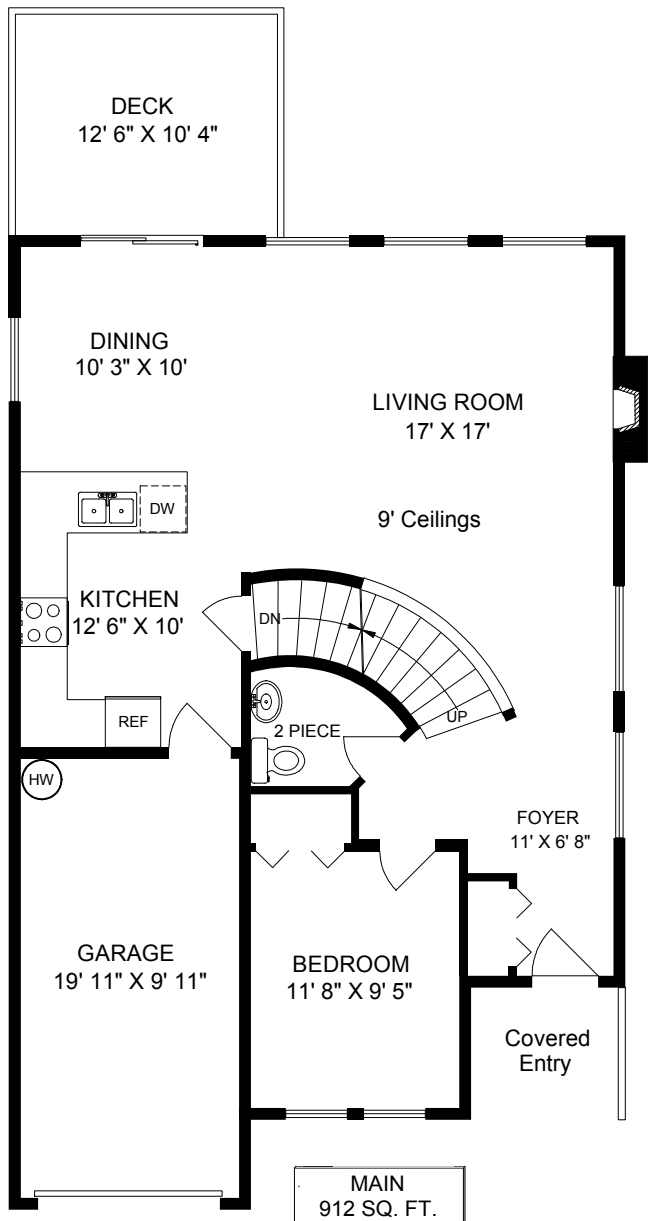 DECK
12' 6" X 10' 4"
DINING
10' 3" X 10'
LIVING ROOM
17' X 17'
9' Ceilings
DW
KITCHEN
12' 6" X 10'
DN
UP
REF
2 PIECE
HW
FOYER
11' X 6' 8"
GARAGE
19' 11" X 9' 11"
BEDROOM
11' 8" X 9' 5"
Covered
Entry
MAIN
912 SQ. FT.